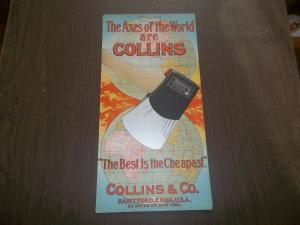 The Axes of the World
are
COLLINS
"The Best is the Cheapest"
COLLINS & CO.
HARTFORD, CONN. U.S.A.